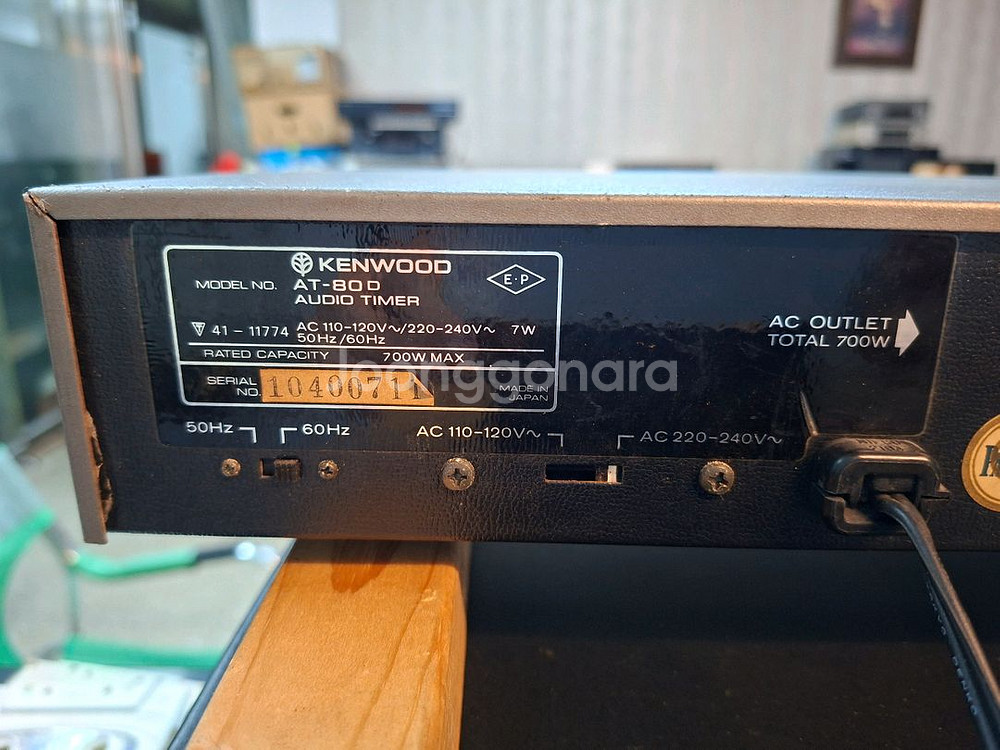 KENWOOD
E·P
MODEL NO. AT-80D
AUDIO TIMER
41-11774 AC 110-120V~/220-240V~ 7W
50Hz/60Hz
RATED CAPACITY 700W MAX
SERIAL NO. 10400711
MADE IN JAPAN
AC OUTLET
TOTAL 700W
joonggonara
50Hz
60Hz
AC 110-120V~
AC 220-240V~